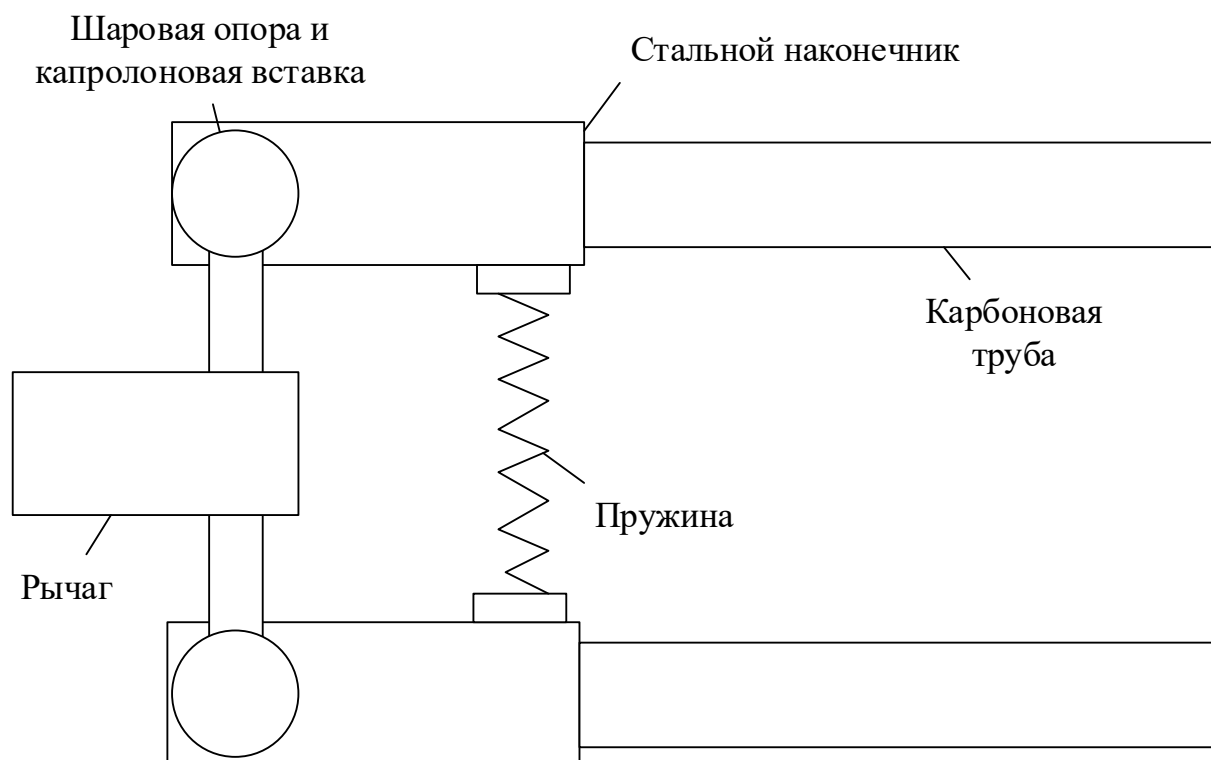 Шаровая опора и
капролоновая вставка
Стальной наконечник
Карбоновая
труба
Пружина
Рычаг